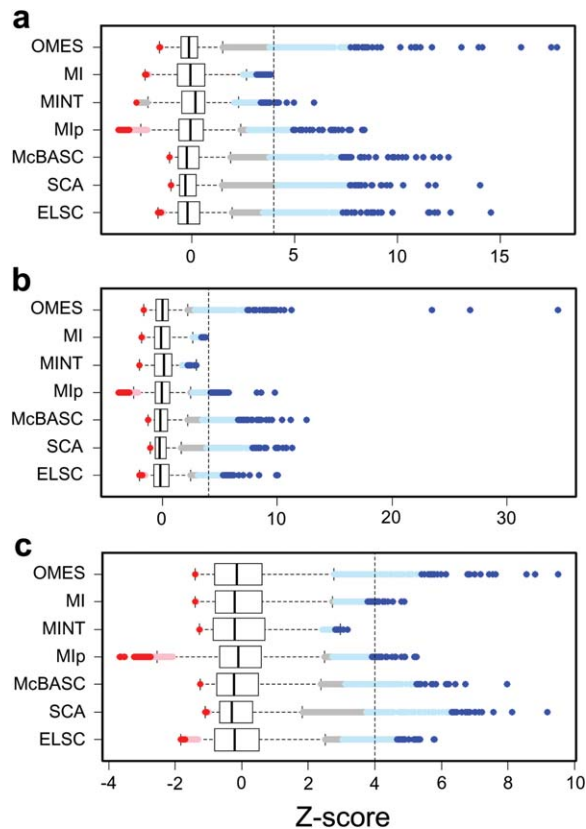 a
OMES
MI
MINT
MIp
McBASC
SCA
ELSC
0 5 10 15
b
OMES
MI
MINT
MIp
McBASC
SCA
ELSC
0 10 20 30
c
OMES
MI
MINT
MIp
McBASC
SCA
ELSC
-4 -2 0 2 4 6 8 10
Z-score